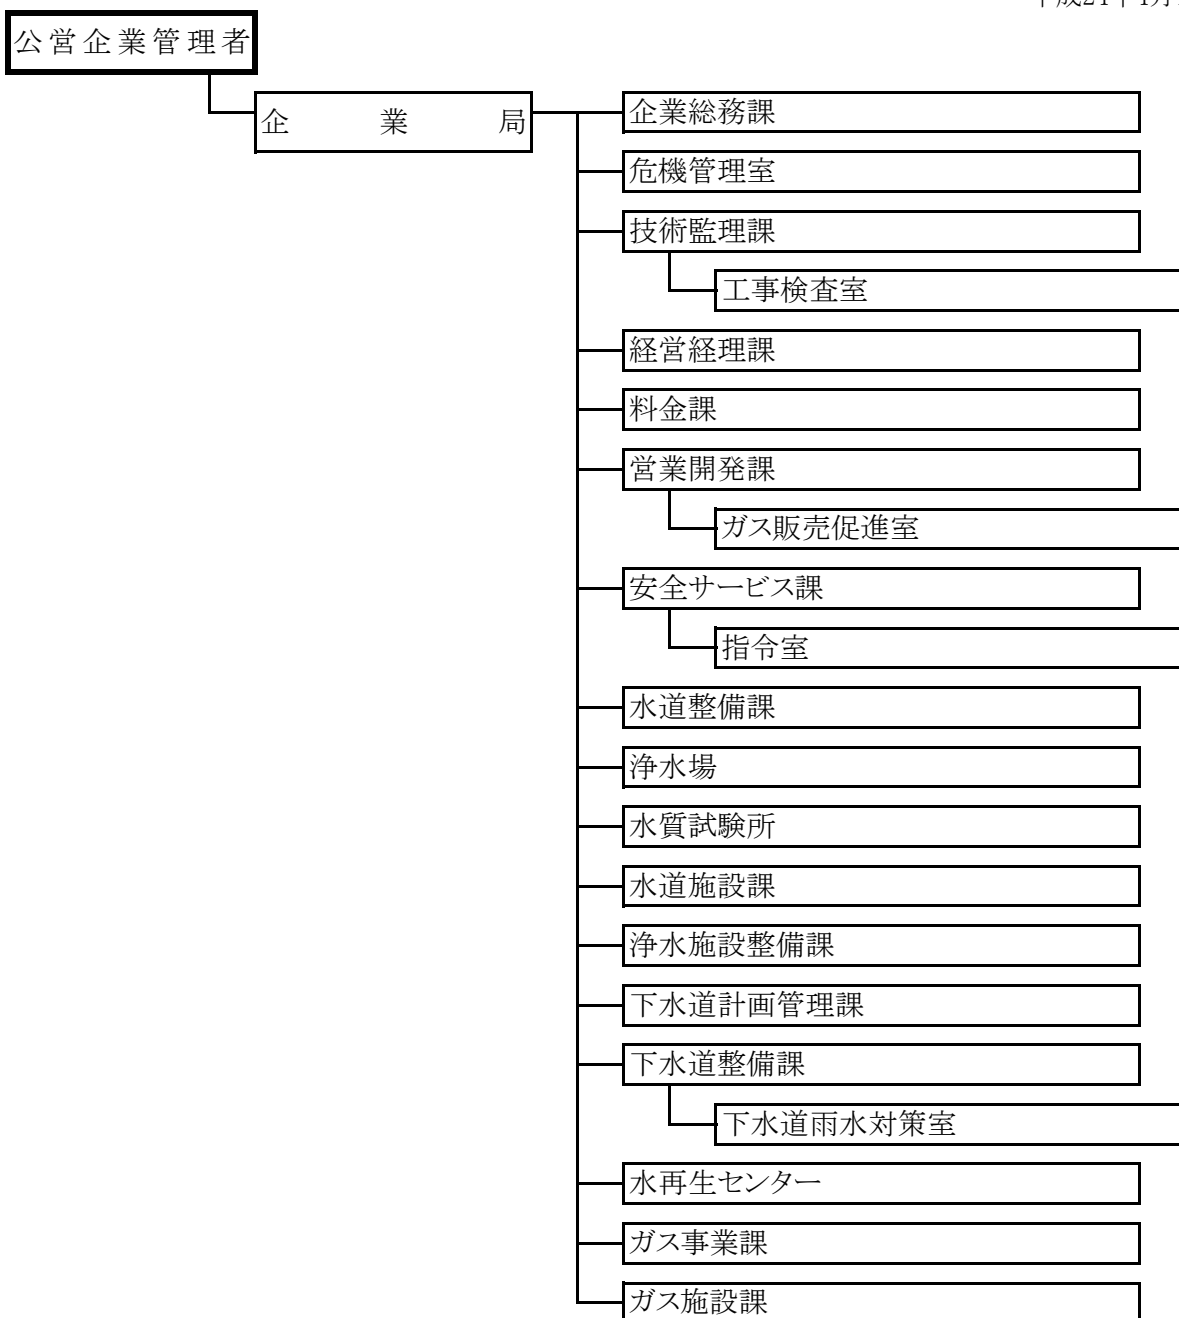 公営企業管理者
企業局
企業総務課
危機管理室
技術監理課
工事検査室
経営経理課
料金課
営業開発課
ガス販売促進室
安全サービス課
指令室
水道整備課
浄水場
水質試験所
水道施設課
浄水施設整備課
下水道計画管理課
下水道整備課
下水道雨水対策室
水再生センター
ガス事業課
ガス施設課